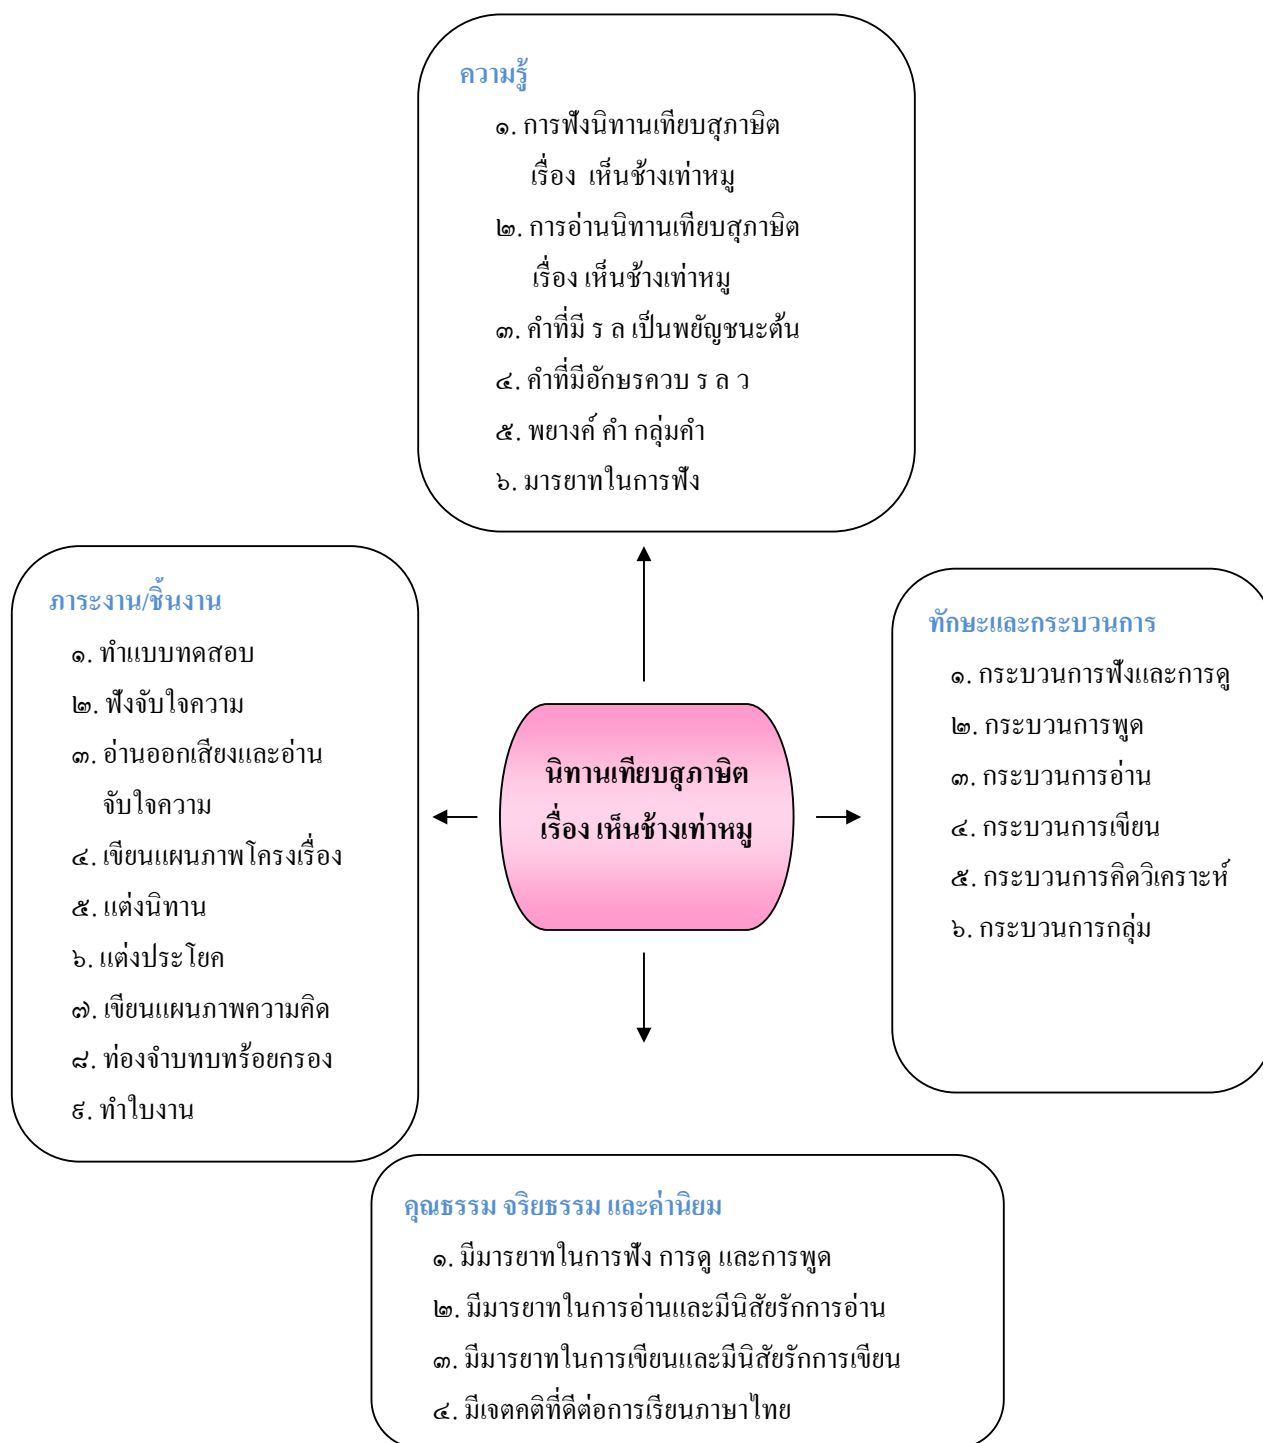 ความรู้
๑. การฟังนิทานเทียบสุภาษิต
เรื่อง เห็นช้างเท่าหมู
๒. การอ่านนิทานเทียบสุภาษิต
เรื่อง เห็นช้างเท่าหมู
๓. คำที่มี ร ล เป็นพยัญชนะต้น
๔. คำที่มีอักษรควบ ร ล ว
๕. พยางค์ คำ กลุ่มคำ
๖. มารยาทในการฟัง
ภาระงาน/ชิ้นงาน
๑. ทำแบบทดสอบ
๒. ฟังจับใจความ
๓. อ่านออกเสียงและอ่าน
จับใจความ
๔. เขียนแผนภาพโครงเรื่อง
๕. แต่งนิทาน
๖. แต่งประโยค
๗. เขียนแผนภาพความคิด
๘. ท่องจำบทบทร้อยกรอง
๙. ทำใบงาน
นิทานเทียบสุภาษิต
เรื่อง เห็นช้างเท่าหมู
ทักษะและกระบวนการ
๑. กระบวนการฟังและการดู
๒. กระบวนการพูด
๓. กระบวนการอ่าน
๔. กระบวนการเขียน
๕. กระบวนการคิดวิเคราะห์
๖. กระบวนการกลุ่ม
คุณธรรม จริยธรรม และค่านิยม
๑. มีมารยาทในการฟัง การดู และการพูด
๒. มีมารยาทในการอ่านและมีนิสัยรักการอ่าน
๓. มีมารยาทในการเขียนและมีนิสัยรักการเขียน
๔. มีเจตคติที่ดีต่อการเรียนภาษาไทย